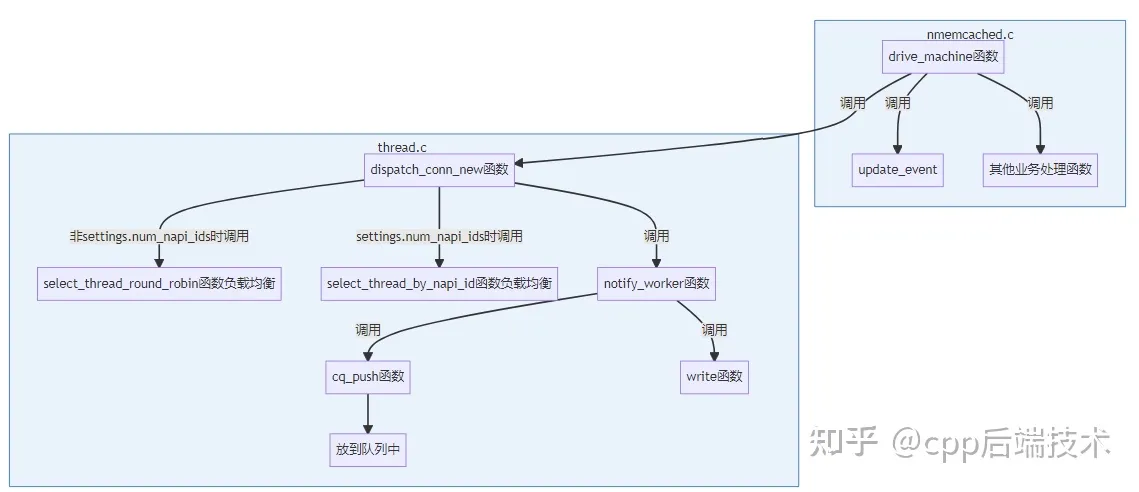 nmemcached.c
drive_machine函数
调用
调用
调用
update_event
其他业务处理函数
thread.c
dispatch_conn_new函数
非settings.num_napi_ids时调用
settings.num_napi_ids时调用
调用
select_thread_round_robin函数负载均衡
select_thread_by_napi_id函数负载均衡
notify_worker函数
调用
调用
cq_push函数
write函数
放到队列中
知乎 @cpp后端技术